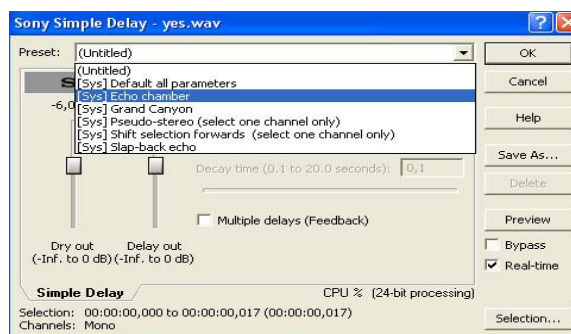 Sony Simple Delay - yes.wav
Preset: (Untitled)
OK
(Untitled)
[Sys] Default all parameters
[Sys] Echo chamber
[Sys] Grand Canyon
[Sys] Pseudo-stereo (select one channel only)
[Sys] Shift selection forwards (select one channel only)
[Sys] Slap-back echo
Cancel
S
-6,0
Help
Decay time (0.1 to 20.0 seconds): 0,1
Save As...
Delete
Multiple delays (Feedback)
Preview
Dry out Delay out
(-Inf. to 0 dB) (-Inf. to 0 dB)
Bypass
Real-time
Simple Delay CPU % (24-bit processing)
Selection: 00:00:00,000 to 00:00:00,017 (00:00:00,017)
Channels: Mono
Selection...